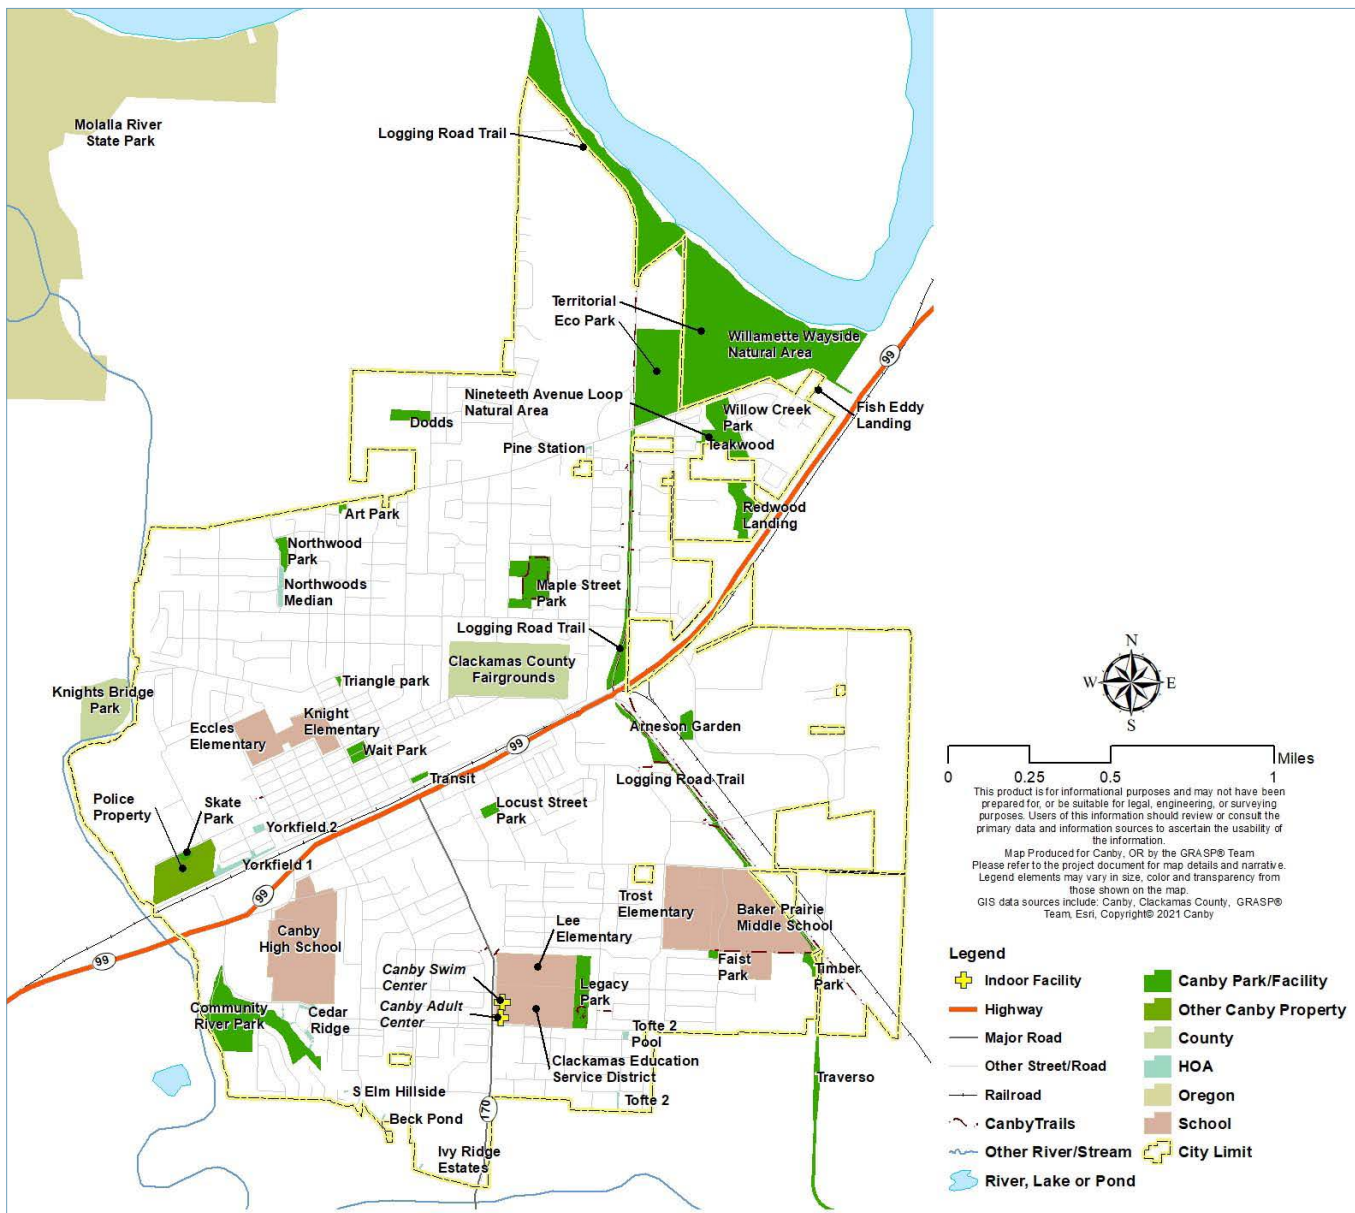 Molalla River
State Park
Logging Road Trail
Territorial
Eco Park
Willamette Wayside
Natural Area
99
Nineteeth Avenue Loop
Natural Area
Willow Creek
Park
Fish Eddy
Landing
Dodds
Teakwood
Pine Station
Art Park
Redwood
Landing
Northwood
Park
Northwoods
Median
Maple Street
Park
Logging Road Trail
Clackamas County
Fairgrounds
Triangle park
Knights Bridge
Park
Eccles
Elementary
Knight
Elementary
Wait Park
99
Arneson Garden
Transit
Logging Road Trail
Police
Property
Skate
Park
Locust Street
Park
Yorkfield 2
Yorkfield 1
99
Trost
Elementary
Baker Prairie
Middle School
Canby
High School
Lee
Elementary
99
Canby Swim
Center
Canby Adult
Center
Legacy
Park
Faist
Park
Timber
Park
Community
River Park
Cedar
Ridge
Tofte 2
Pool
Clackamas Education
Service District
Traverso
S Elm Hillside
Tofte 2
170
Beck Pond
Ivy Ridge
Estates
N
W E
S
Miles
0 0.25 0.5 1
This product is for informational purposes and may not have been
prepared for, or be suitable for legal, engineering, or surveying
purposes. Users of this information should review or consult the
primary data and information sources to ascertain the usability of
the information.
Map Produced for Canby, OR by the GRASP® Team
Please refer to the project document for map details and narrative.
Legend elements may vary in size, color and transparency from
those shown on the map.
GIS data sources include: Canby, Clackamas County, GRASP®
Team, Esri, Copyright© 2021 Canby
Legend
Indoor Facility
Highway
Major Road
Other Street/Road
Railroad
CanbyTrails
Other River/Stream
River, Lake or Pond
Canby Park/Facility
Other Canby Property
County
HOA
Oregon
School
City Limit